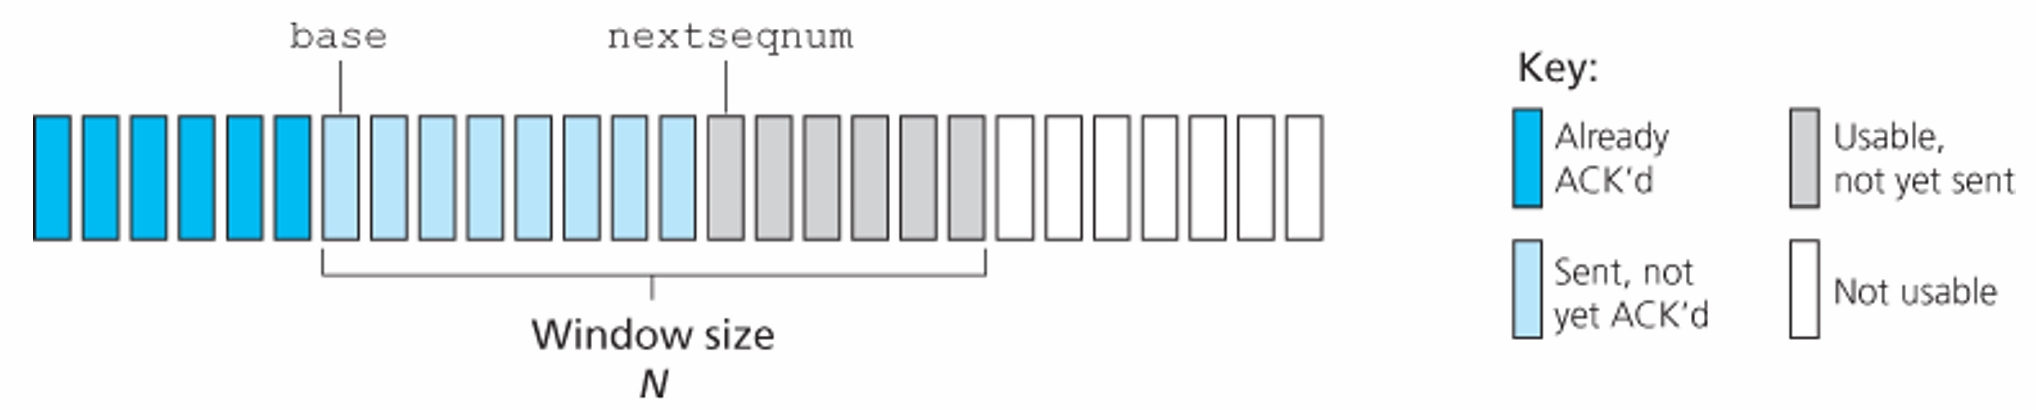 base
nextseqnum
Window size
N
Key:
Already
ACK'd
Sent, not
yet ACK'd
Usable,
not yet sent
Not usable